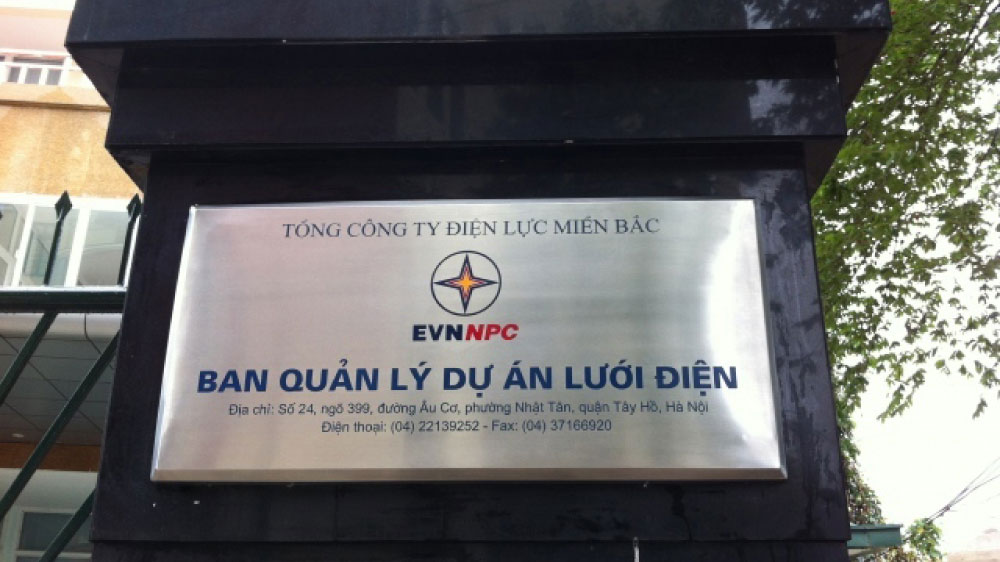 TỔNG CÔNG TY ĐIỆN LỰC MIỀN BẮC
EVNNPC
BAN QUẢN LÝ DỰ ÁN LƯỚI ĐIỆN
Địa chỉ: Số 24, ngõ 399, đường Âu Cơ, phường Nhật Tân, quận Tây Hồ, Hà Nội
Điện thoại: (04) 22139252 - Fax: (04) 37166920